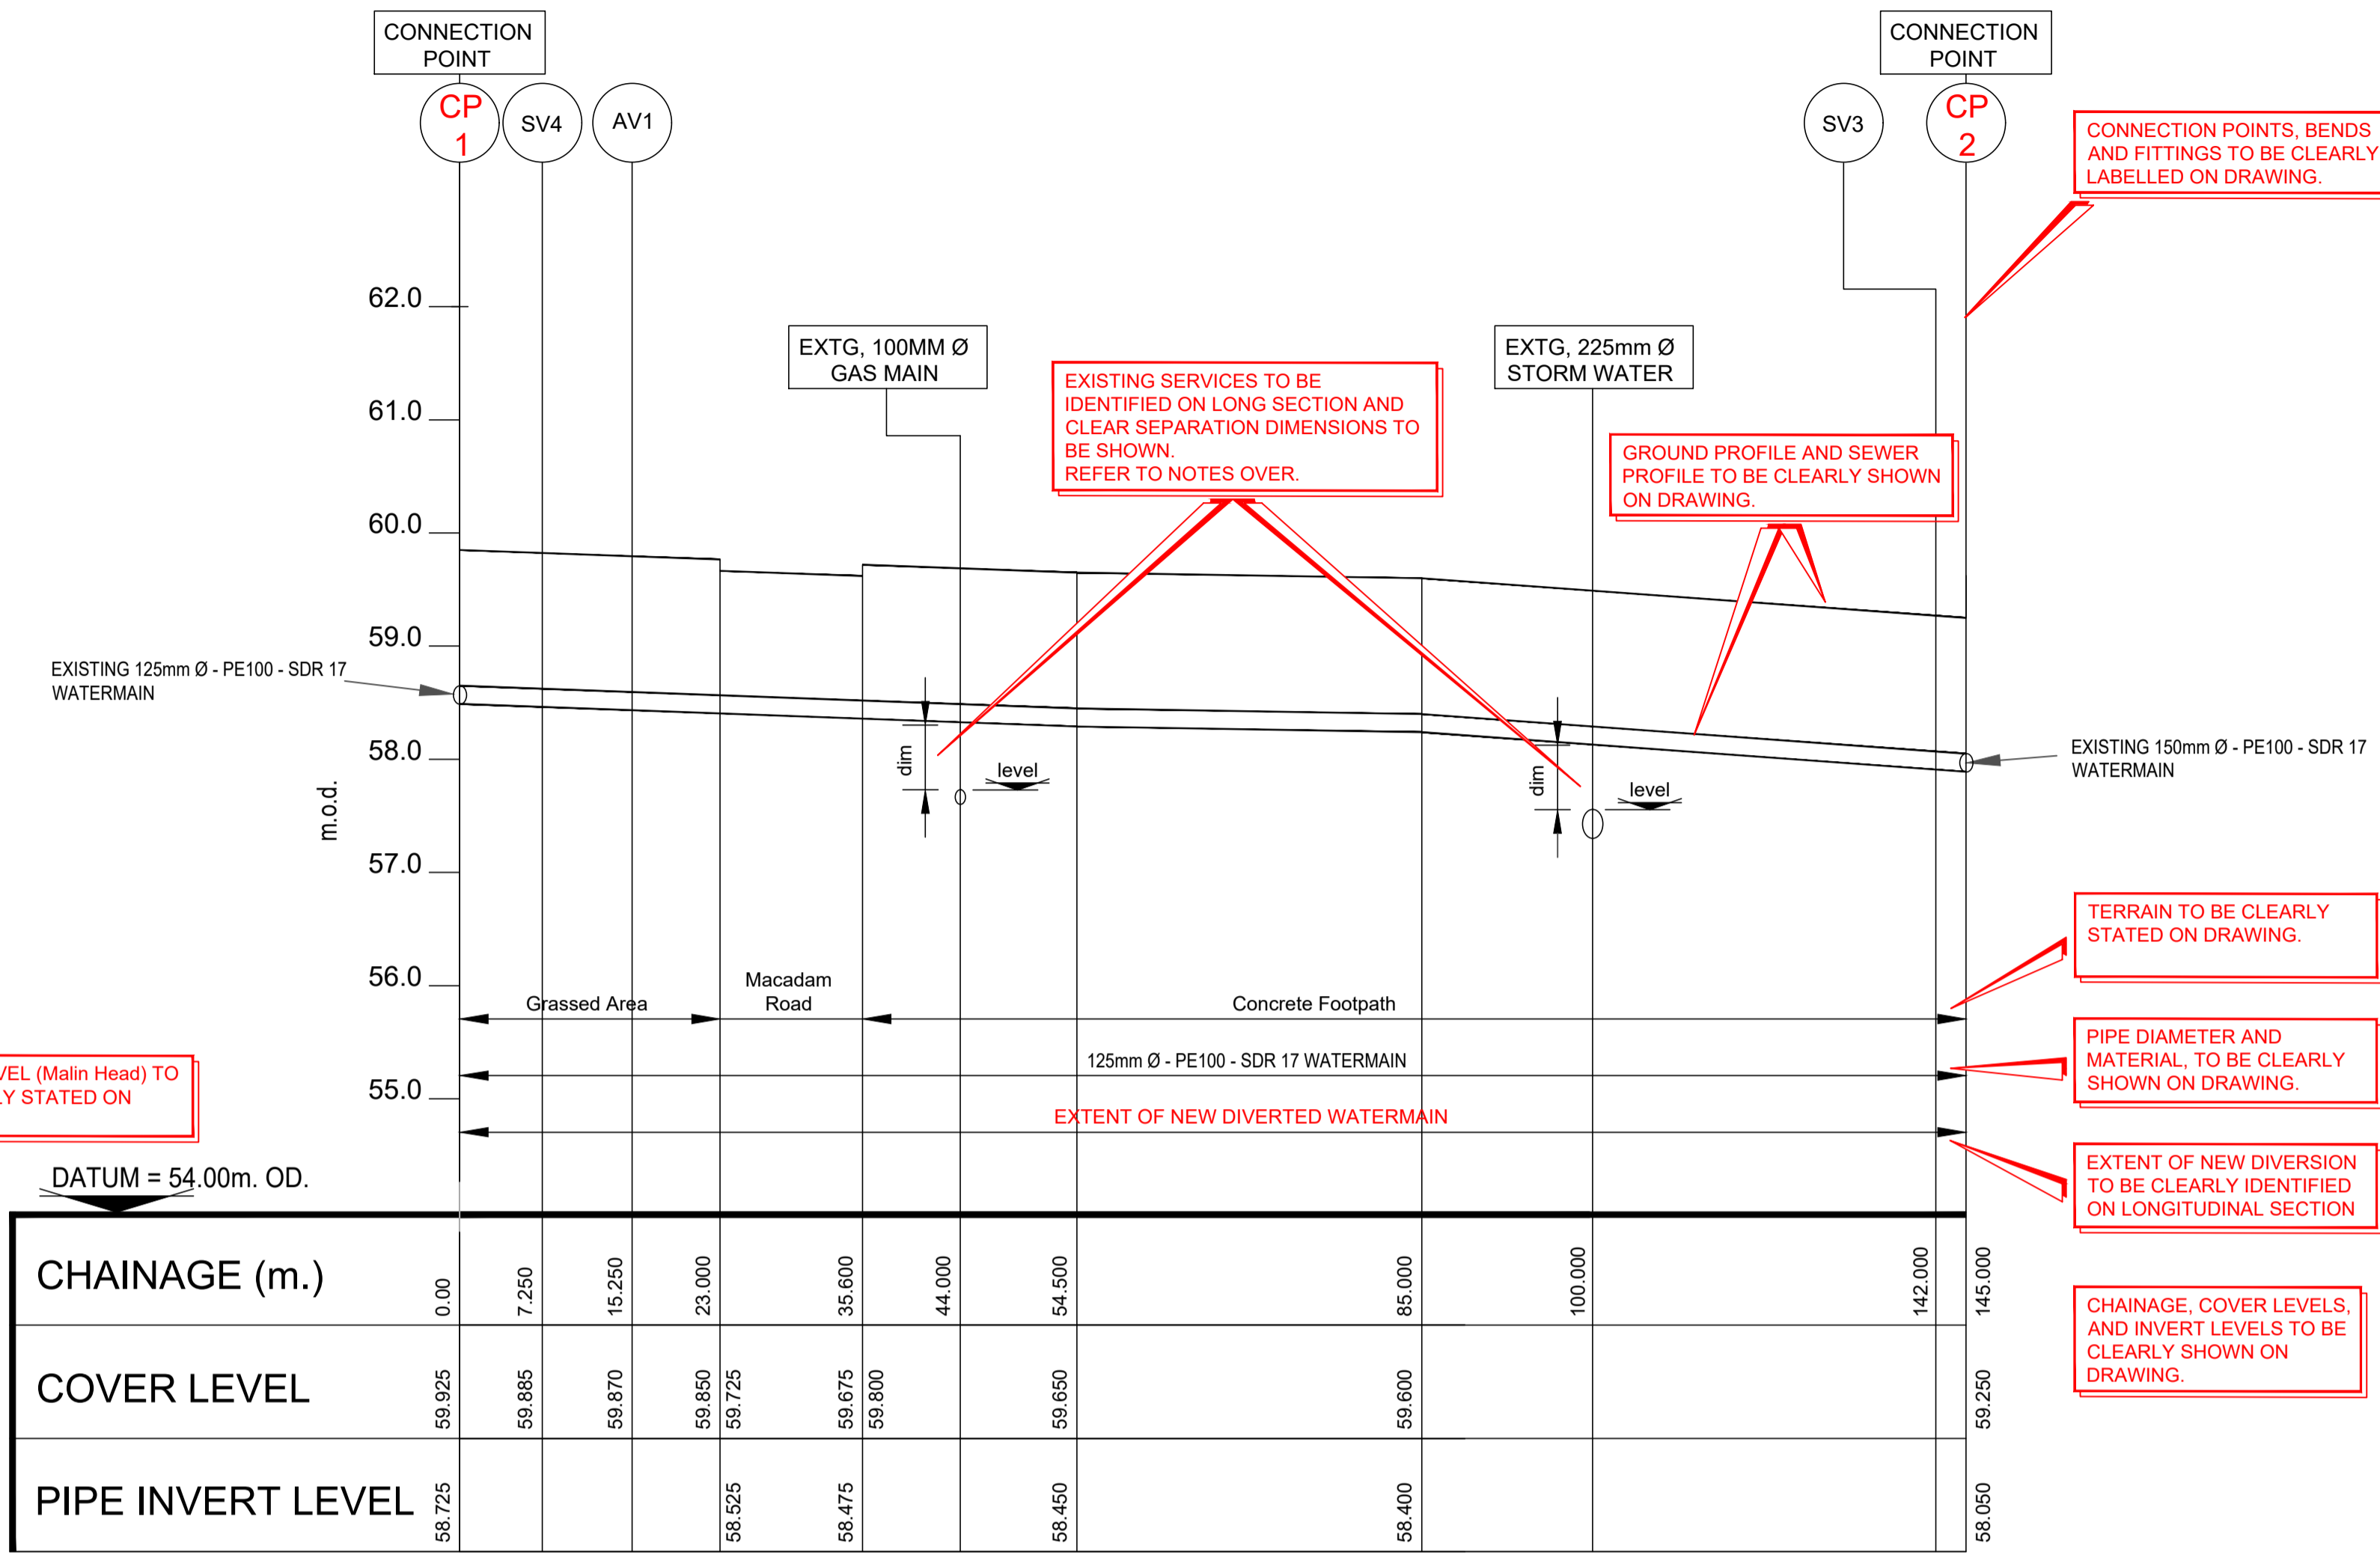 CONNECTION
POINT
CONNECTION
POINT
CP
1
SV4
AV1
SV3
CP
2
CONNECTION POINTS, BENDS
AND FITTINGS TO BE CLEARLY
LABELLED ON DRAWING.
62.0
61.0
60.0
59.0
58.0
57.0
56.0
55.0
m.o.d.
EXTG, 100MM Ø
GAS MAIN
EXISTING SERVICES TO BE
IDENTIFIED ON LONG SECTION AND
CLEAR SEPARATION DIMENSIONS TO
BE SHOWN.
REFER TO NOTES OVER.
EXTG, 225mm Ø
STORM WATER
GROUND PROFILE AND SEWER
PROFILE TO BE CLEARLY SHOWN
ON DRAWING.
EXISTING 125mm Ø - PE100 - SDR 17
WATERMAIN
dim
level
dim
level
EXISTING 150mm Ø - PE100 - SDR 17
WATERMAIN
TERRAIN TO BE CLEARLY
STATED ON DRAWING.
Grassed Area
Macadam
Road
Concrete Footpath
125mm Ø - PE100 - SDR 17 WATERMAIN
PIPE DIAMETER AND
MATERIAL, TO BE CLEARLY
SHOWN ON DRAWING.
VEL (Malin Head) TO
LY STATED ON
EXTENT OF NEW DIVERTED WATERMAIN
EXTENT OF NEW DIVERSION
TO BE CLEARLY IDENTIFIED
ON LONGITUDINAL SECTION
DATUM = 54.00m. OD.
CHAINAGE (m.) 0.00 7.250 15.250 23.000 35.600 44.000 54.500 85.000 100.000 142.000 145.000
COVER LEVEL 59.925 59.885 59.870 59.850 59.725 59.675 59.800 59.650 59.600 59.250
PIPE INVERT LEVEL 58.725 58.525 58.475 58.450 58.400 58.050
CHAINAGE, COVER LEVELS,
AND INVERT LEVELS TO BE
CLEARLY SHOWN ON
DRAWING.